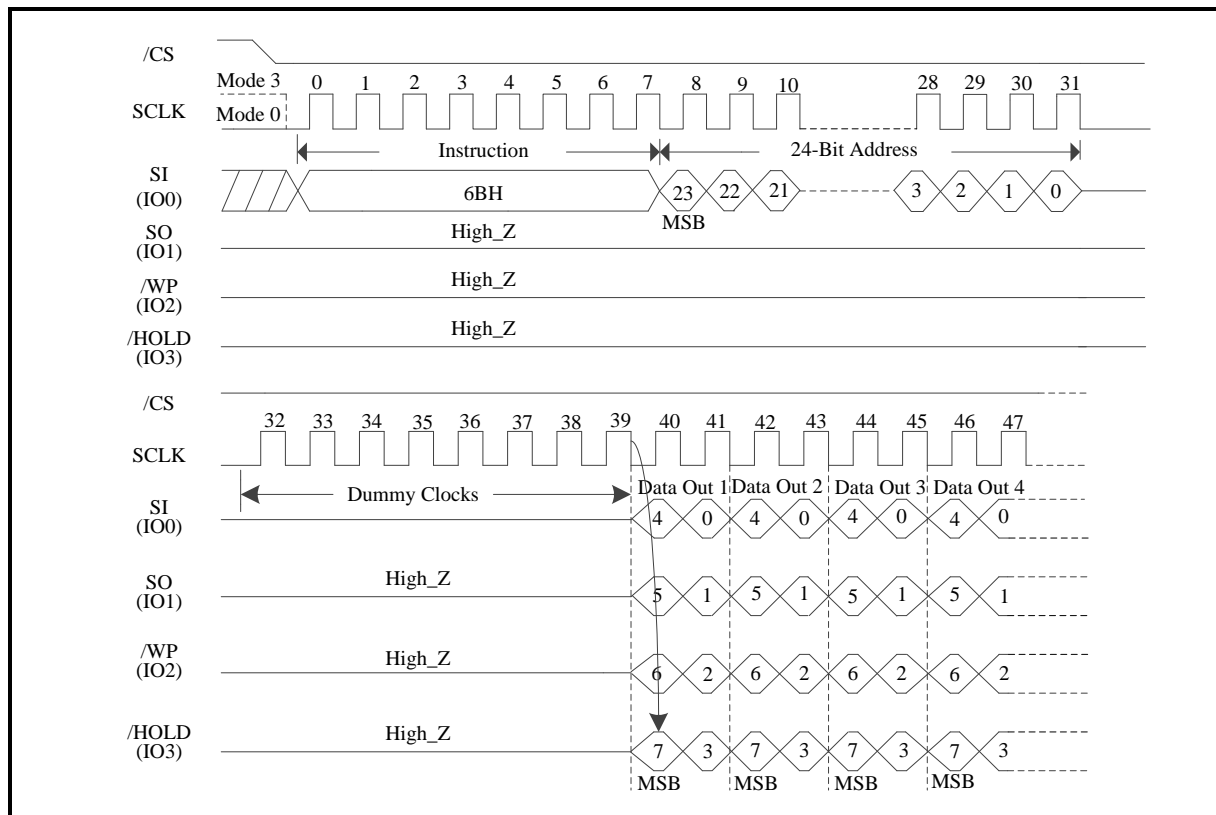 /CS
Mode 3 0 1 2 3 4 5 6 7 8 9 10 28 29 30 31
SCLK Mode 0
Instruction 24-Bit Address
SI
(IO0)
6BH 23 22 21 3 2 1 0
MSB
SO
(IO1)
High_Z
/WP
(IO2)
High_Z
/HOLD
(IO3)
High_Z
/CS
32 33 34 35 36 37 38 39 40 41 42 43 44 45 46 47
SCLK
Dummy Clocks Data Out 1 Data Out 2 Data Out 3 Data Out 4
SI
(IO0)
4 0 4 0 4 0 4 0
SO
(IO1)
High_Z 5 1 5 1 5 1 5 1
/WP
(IO2)
High_Z 6 2 6 2 6 2 6 2
/HOLD
(IO3)
High_Z 7 3 7 3 7 3 7 3
MSB MSB MSB MSB